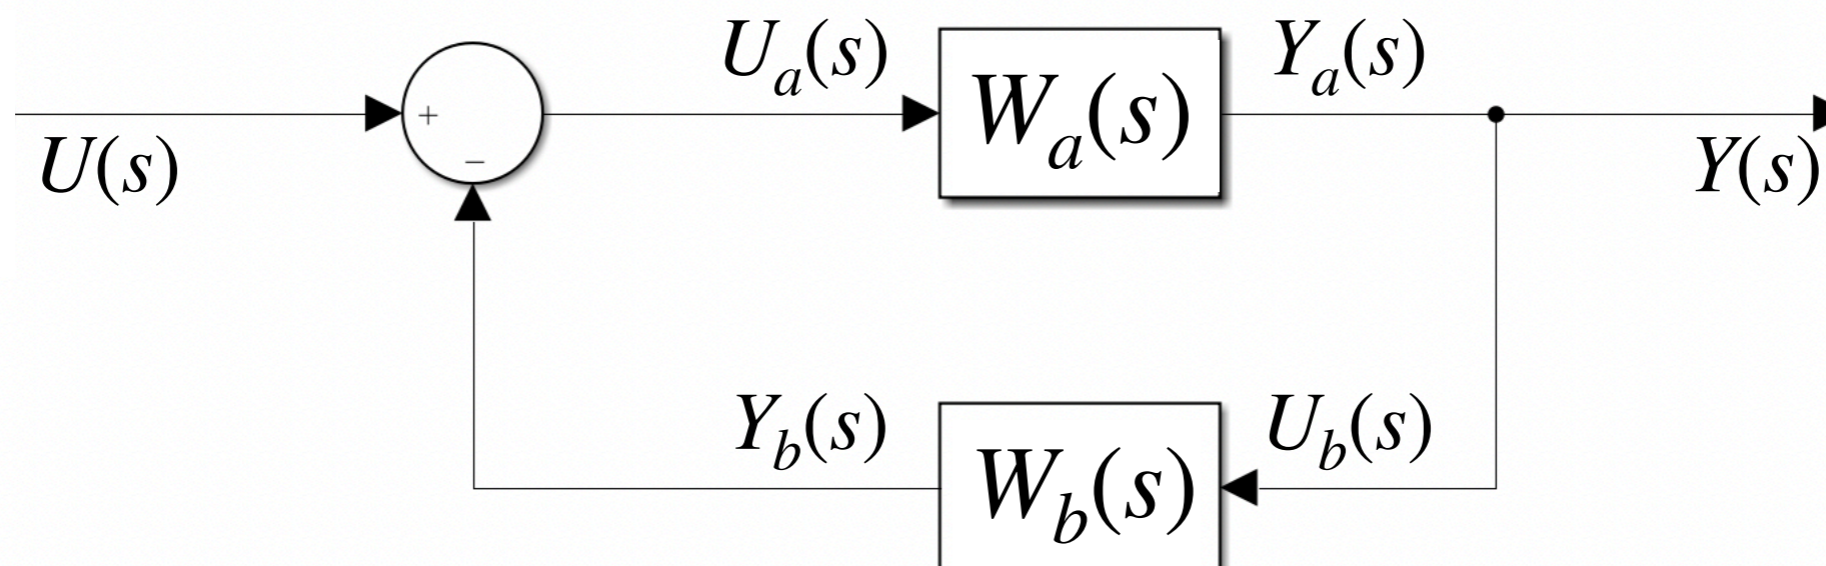 U_a(s) Y_a(s)
+ W_a(s)
−
U(s) Y(s)
Y_b(s) U_b(s)
W_b(s)